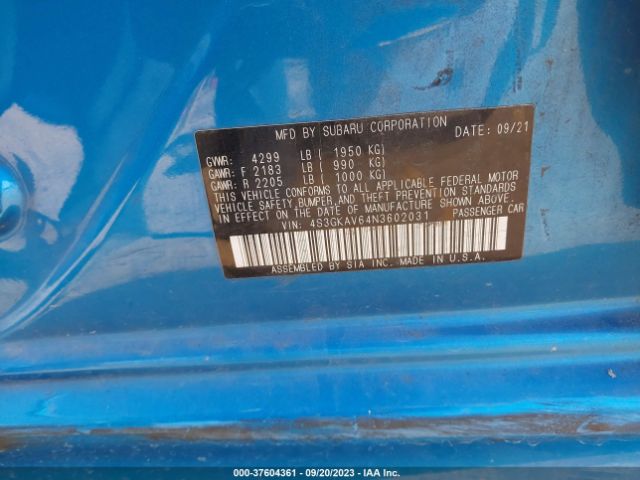 MFD BY SUBARU CORPORATION DATE: 09/21
GVWR: 4299 LB ( 1950 KG)
GAWR: F 2183 LB ( 990 KG)
GAWR: R 2205 LB ( 1000 KG)
THIS VEHICLE CONFORMS TO ALL APPLICABLE FEDERAL MOTOR
VEHICLE SAFETY,BUMPER,AND THEFT PREVENTION STANDARDS
IN EFFECT ON THE DATE OF MANUFACTURE SHOWN ABOVE.
VIN: 4S3GKAV64N3602031 PASSENGER CAR
ASSEMBLED BY SIA INC. MADE IN U.S.A.
000-37604361 - 09/20/2023 - IAA Inc.